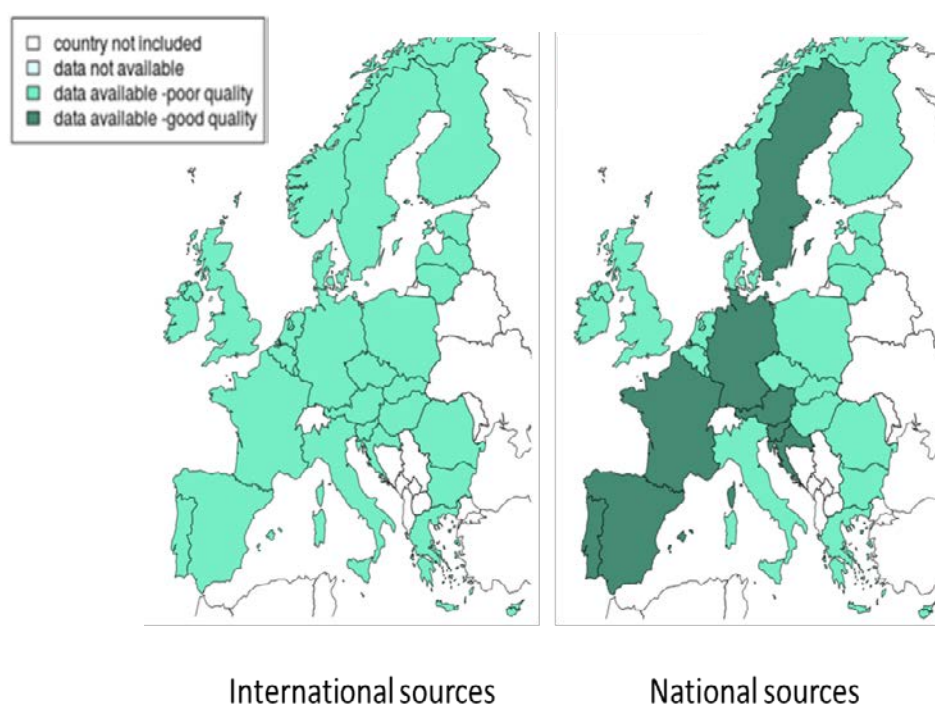 country not included
data not available
data available -poor quality
data available -good quality
International sources
National sources